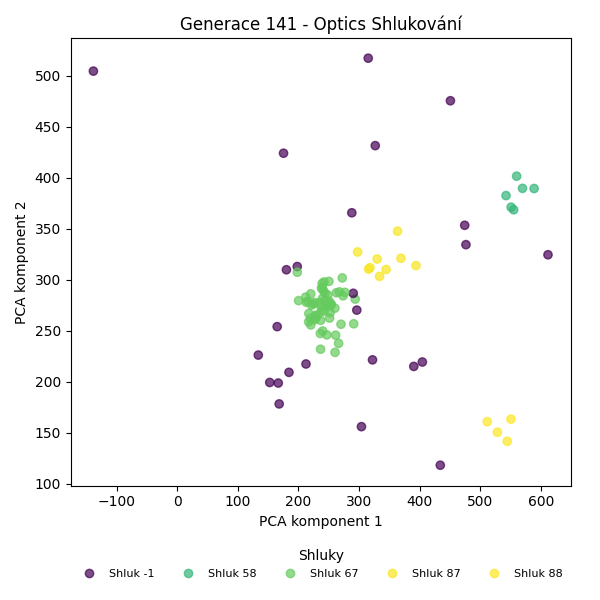 Generace 141 - Optics Shlukování
500
450
400
350
300
250
200
150
100
PCA komponent 2
−100 0 100 200 300 400 500 600
PCA komponent 1
Shluky
Shluk -1 Shluk 58 Shluk 67 Shluk 87 Shluk 88